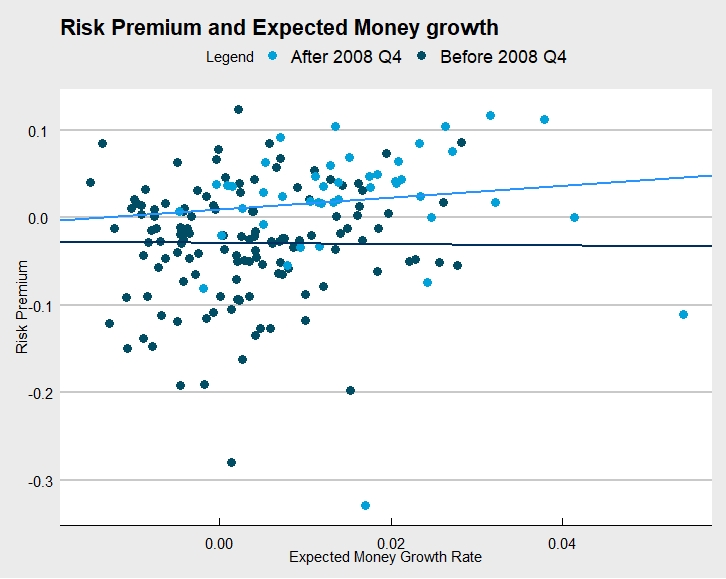 Risk Premium and Expected Money growth
Legend After 2008 Q4 Before 2008 Q4
Risk Premium
0.1
0.0
-0.1
-0.2
-0.3
0.00 0.02 0.04
Expected Money Growth Rate